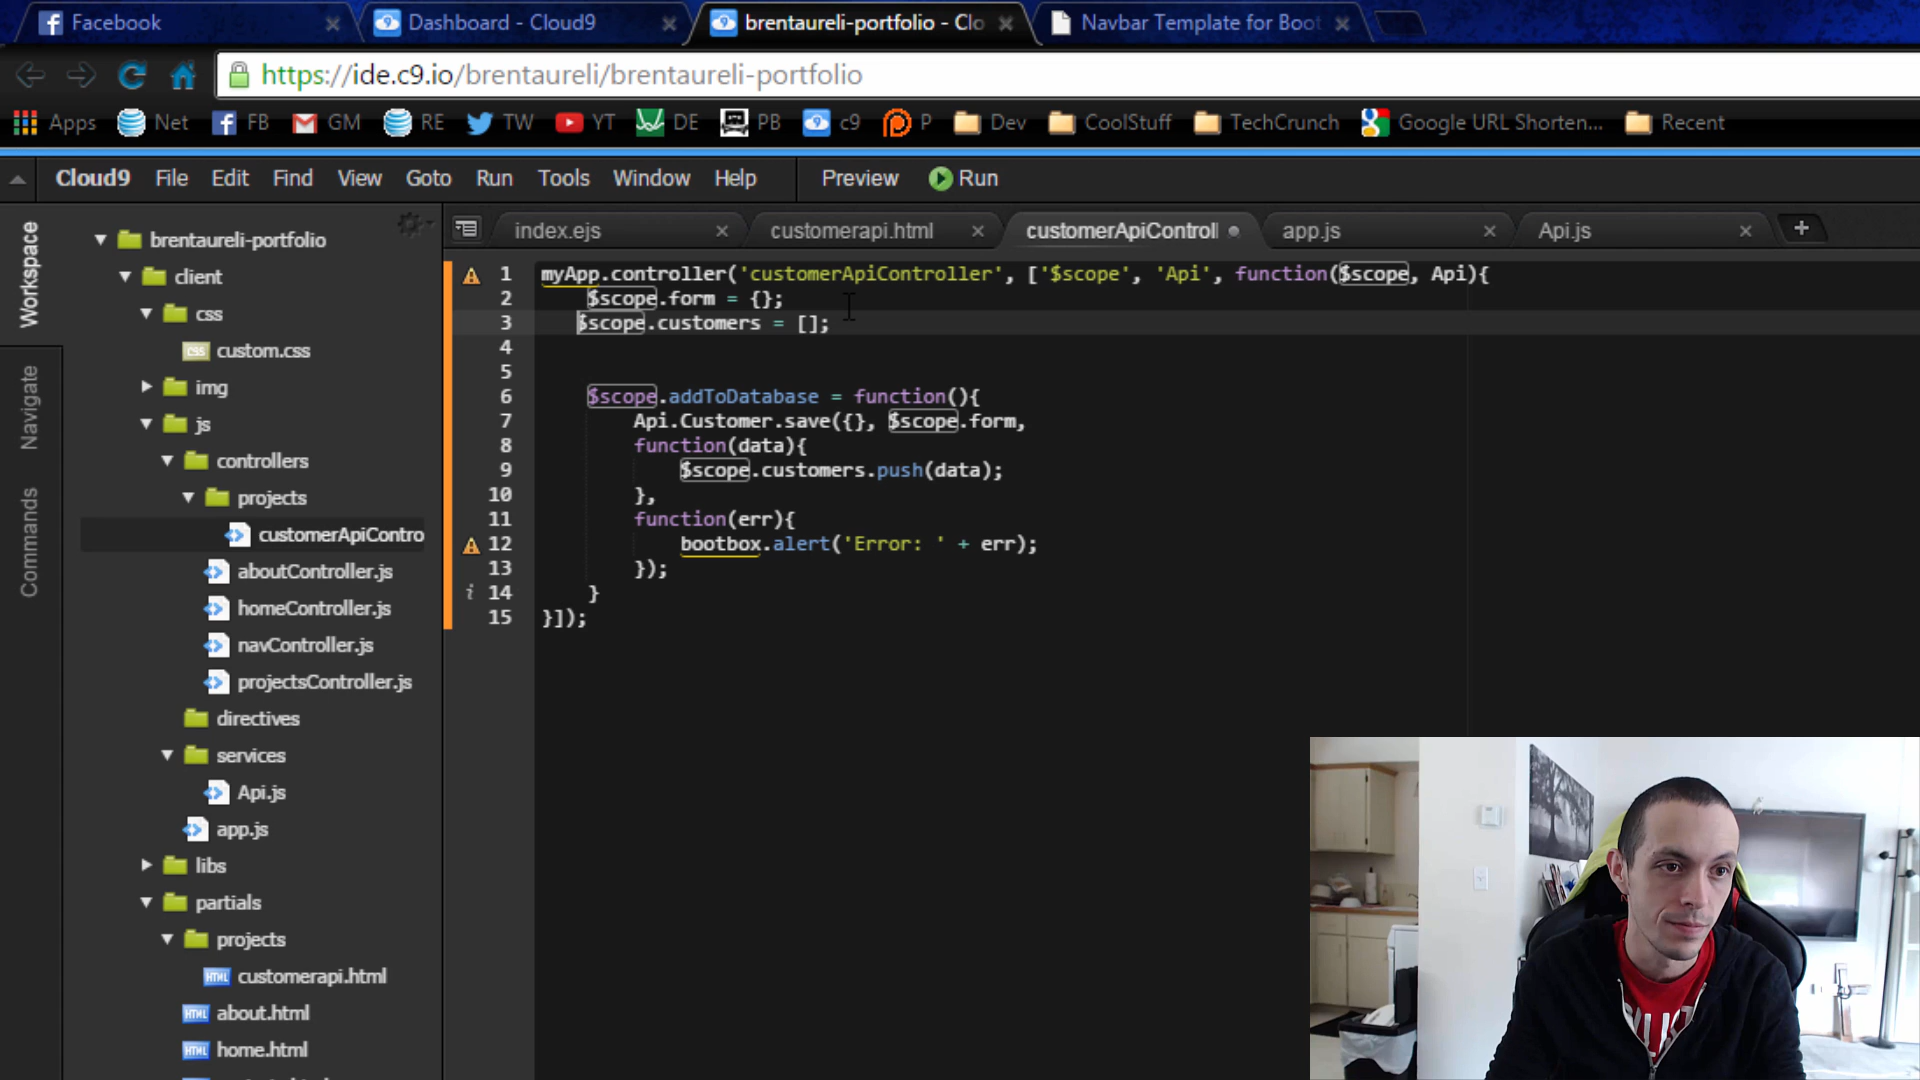 Facebook
Dashboard - Cloud9
brentaureli-portfolio - Clo
Navbar Template for Boot
https://ide.c9.io/brentaureli/brentaureli-portfolio
Apps Net FB GM RE TW YT DE PB c9 P Dev CoolStuff TechCrunch Google URL Shorten... Recent
Cloud9 File Edit Find View Goto Run Tools Window Help Preview Run
Workspace
Navigate
Commands
brentaureli-portfolio
client
css
custom.css
img
js
controllers
projects
customerApiContro
aboutController.js
homeController.js
navController.js
projectsController.js
directives
services
Api.js
app.js
libs
partials
projects
customerapi.html
about.html
home.html
index.ejs customerapi.html customerApiControll app.js Api.js
1 myApp.controller('customerApiController', ['$scope', 'Api', function($scope, Api){
2 $scope.form = {};
3 $scope.customers = [];
4
5
6 $scope.addToDatabase = function(){
7 Api.Customer.save({}, $scope.form,
8 function(data){
9 $scope.customers.push(data);
10 },
11 function(err){
12 bootbox.alert('Error: ' + err);
13 });
14 }
15 }]);